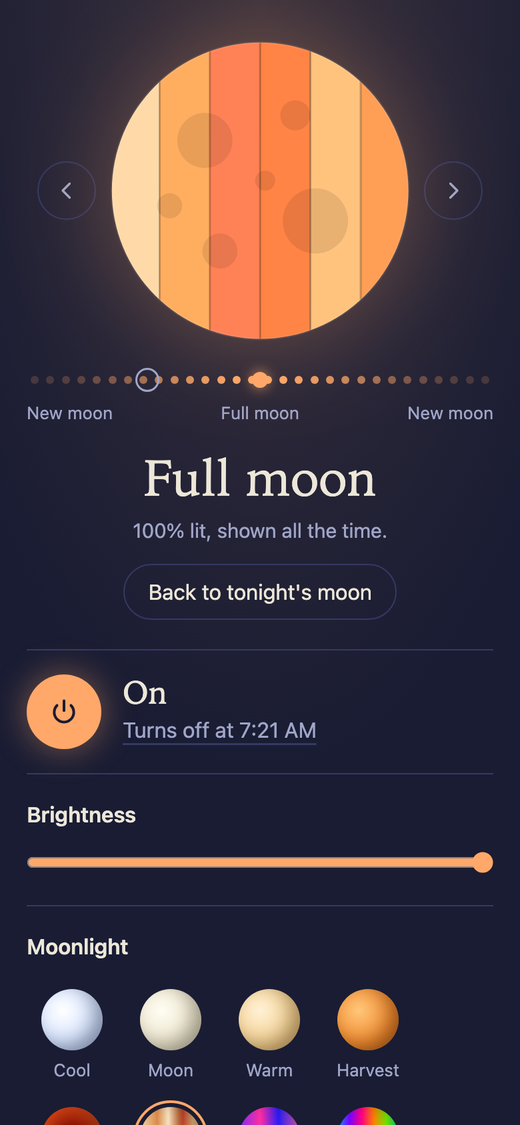 New moon
Full moon
New moon
Full moon
100% lit, shown all the time.
Back to tonight's moon
On
Turns off at 7:21 AM
Brightness
Moonlight
Cool
Moon
Warm
Harvest